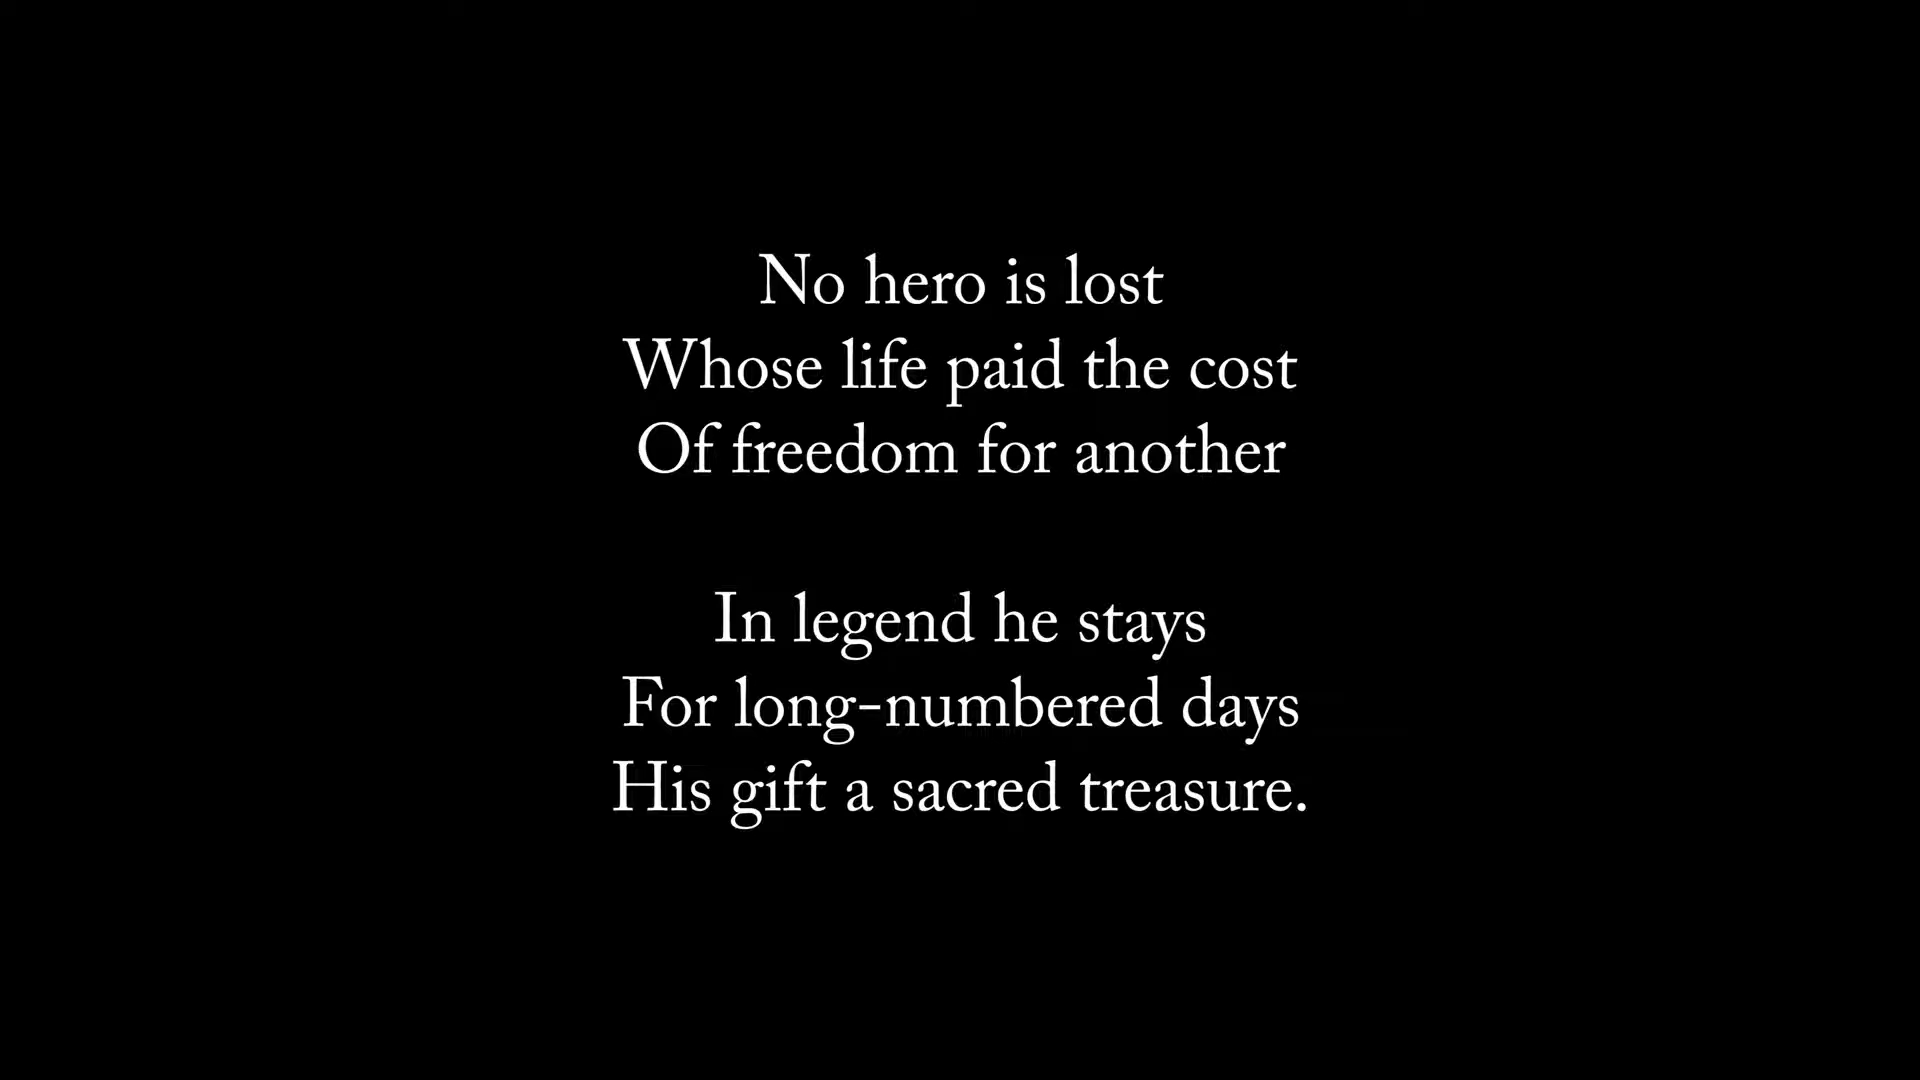 No hero is lost
Whose life paid the cost
Of freedom for another
In legend he stays
For long-numbered days
His gift a sacred treasure.